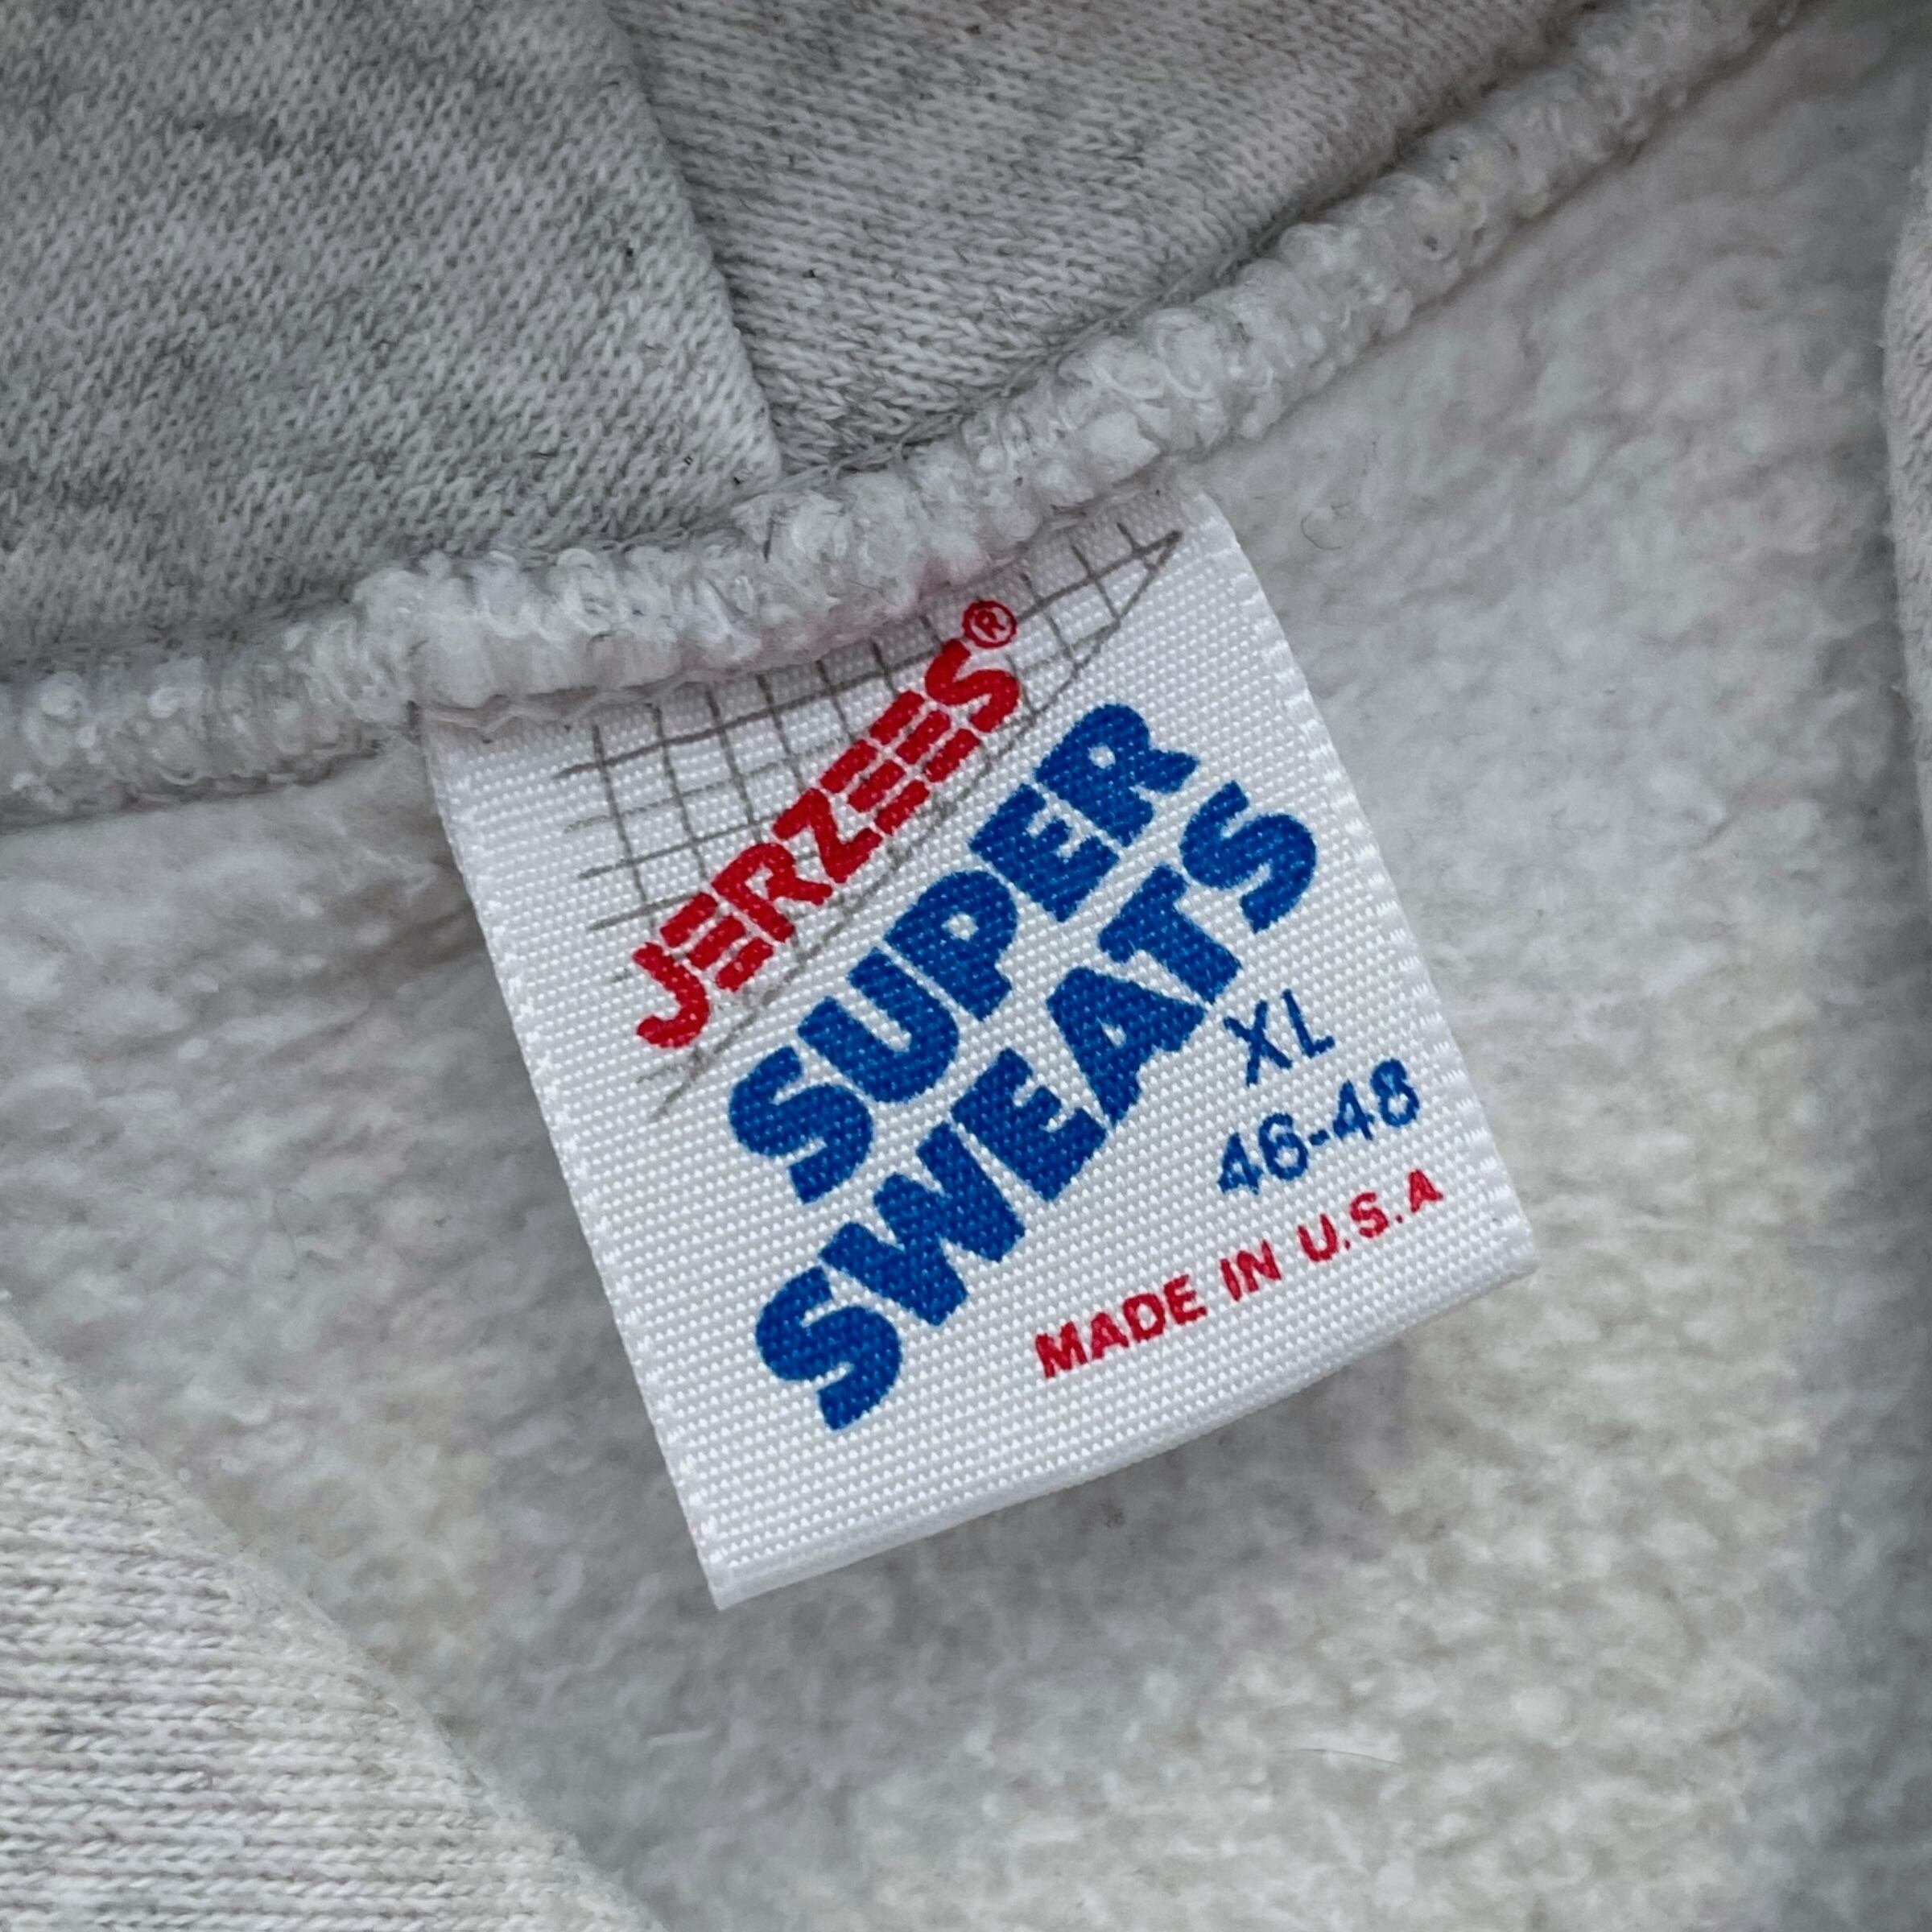 JERZEES®
SUPER
SWEATS
XL
46-48
MADE IN U.S.A